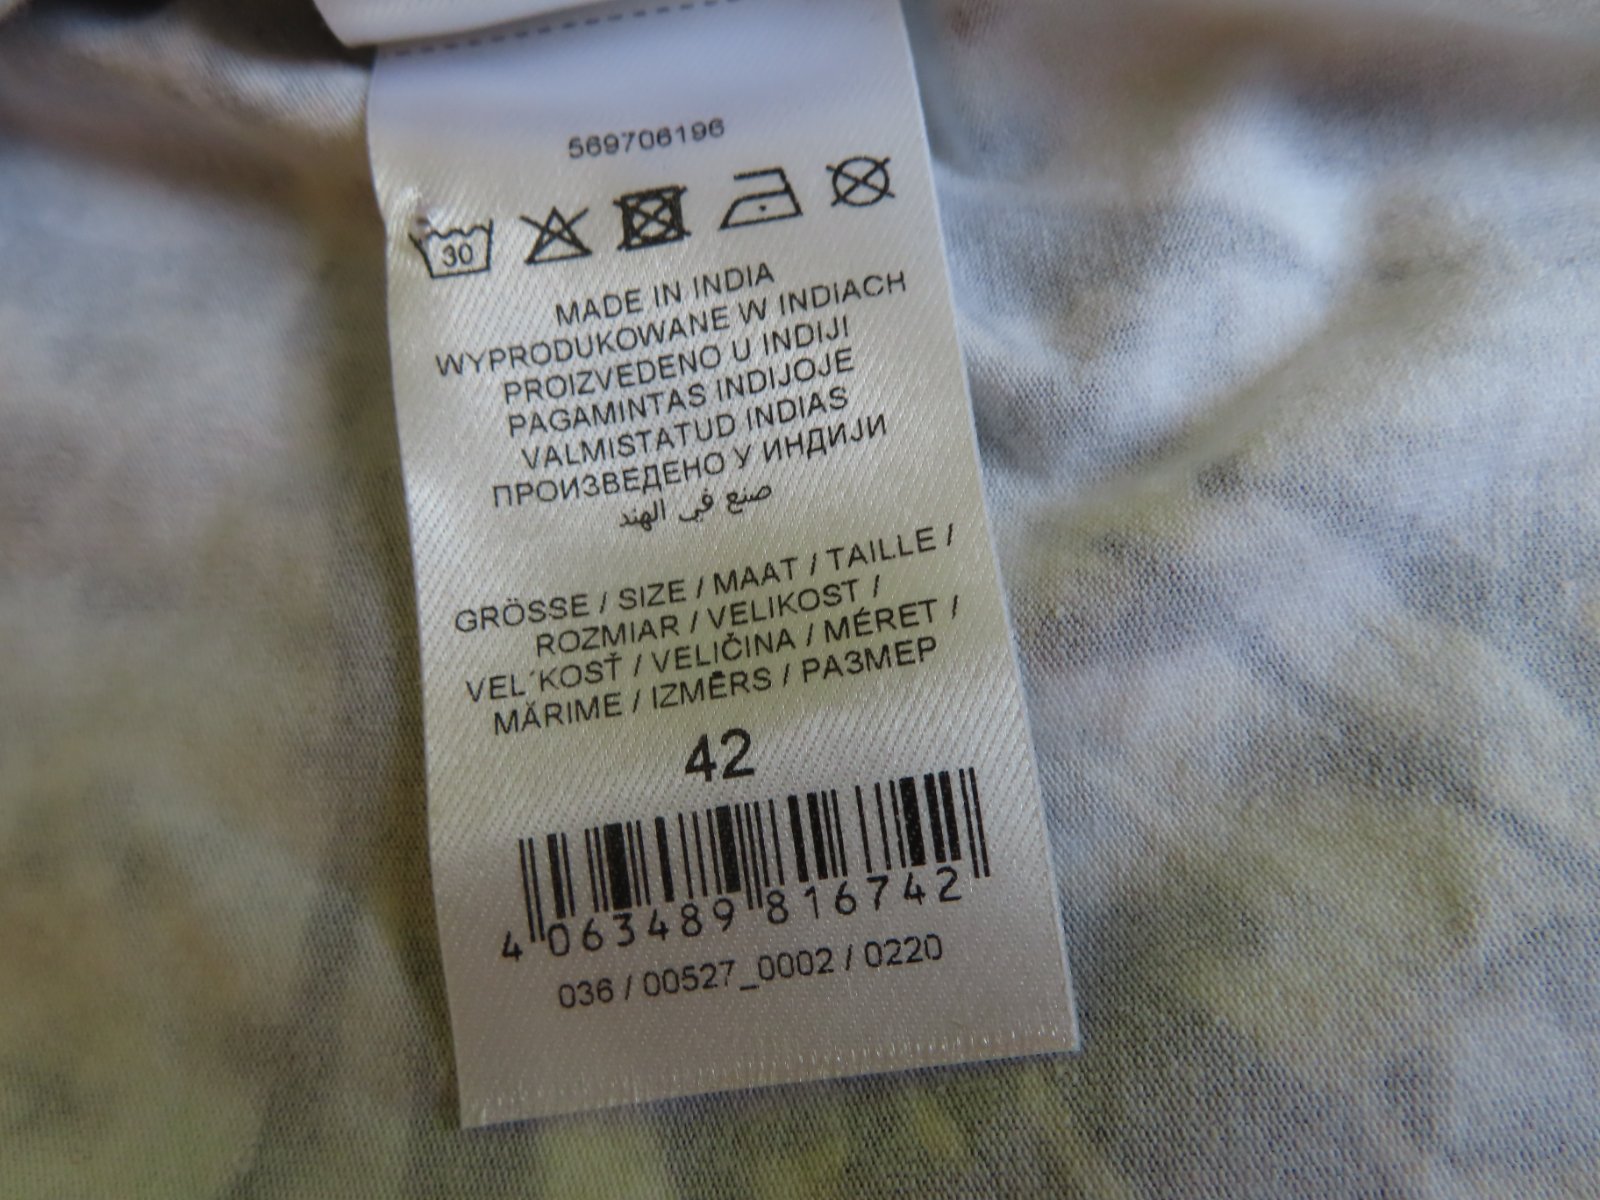 569706196
30
MADE IN INDIA
WYPRODUKOWANE W INDIACH
PROIZVEDENO U INDIJI
PAGAMINTAS INDIJOJE
VALMISTATUD INDIAS
ПРОИЗВЕДЕНО У ИНДИЈИ
صنع في الهند
GRÖSSE / SIZE / MAAT / TAILLE /
ROZMIAR / VELIKOST /
VEL´KOSŤ / VELIČINA / MÉRET /
MĂRIME / IZMĒRS / РАЗМЕР
42
4 063489 816742
036 / 00527_0002 / 0220